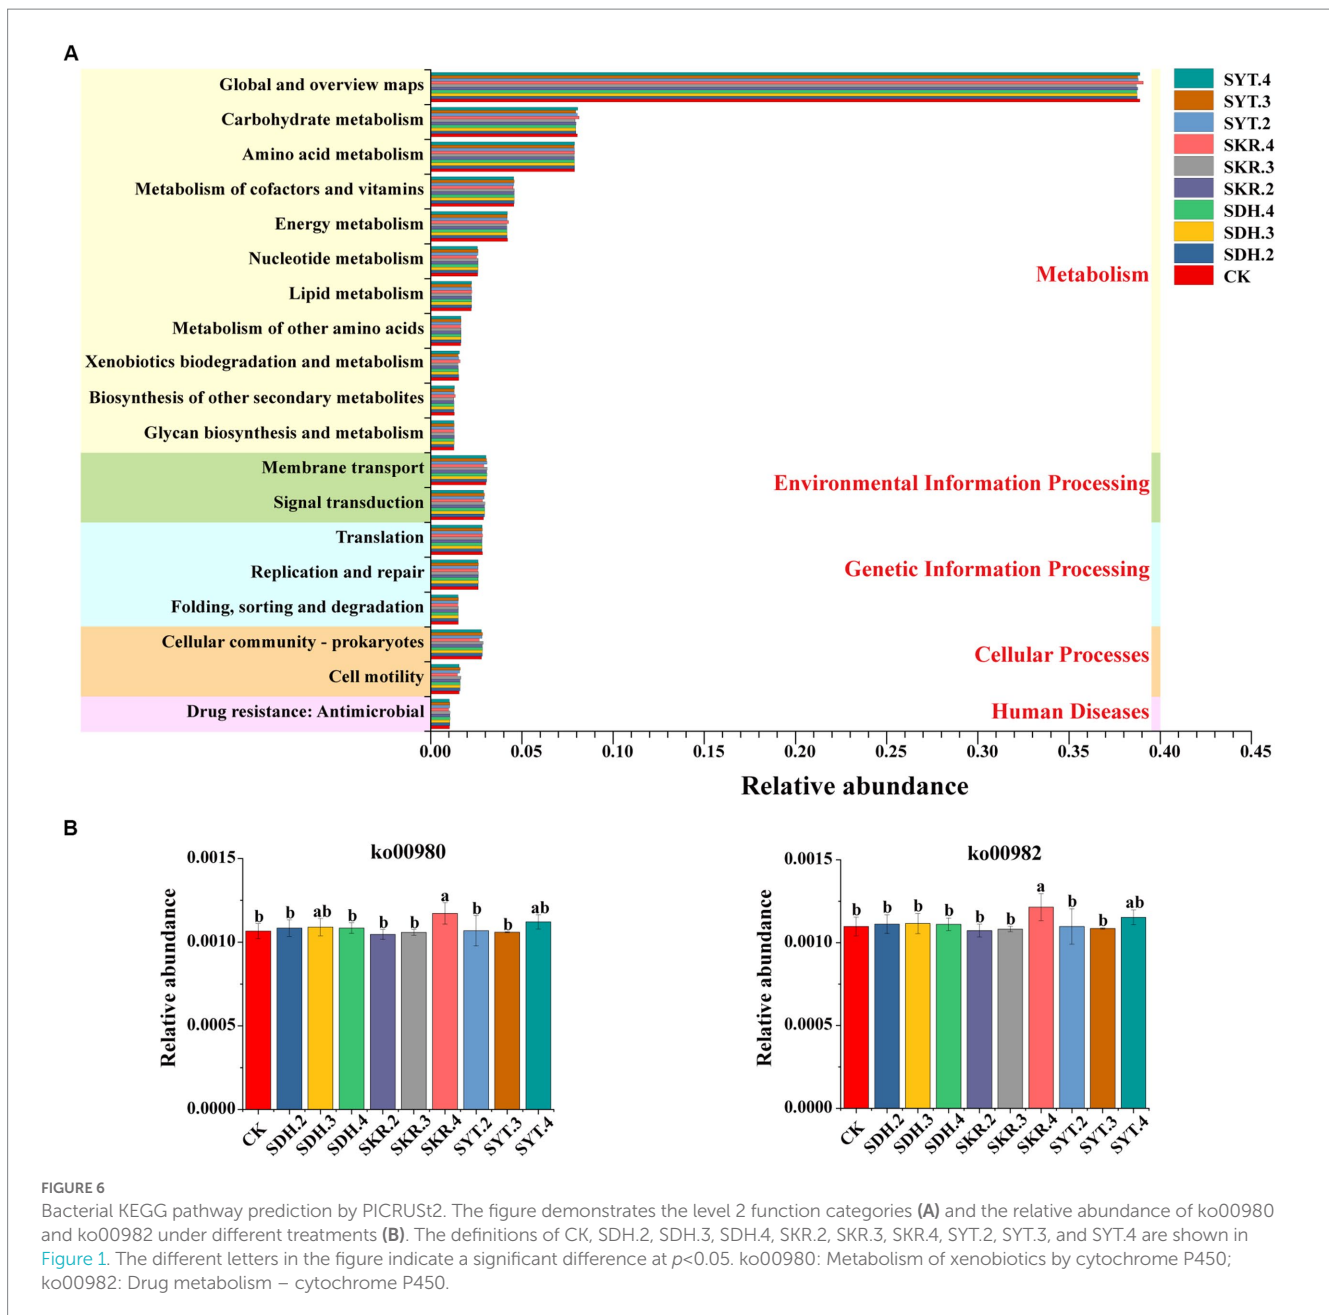 A
Global and overview maps
Carbohydrate metabolism
Amino acid metabolism
Metabolism of cofactors and vitamins
Energy metabolism
Nucleotide metabolism
Lipid metabolism
Metabolism of other amino acids
Xenobiotics biodegradation and metabolism
Biosynthesis of other secondary metabolites
Glycan biosynthesis and metabolism
Membrane transport
Signal transduction
Translation
Replication and repair
Folding, sorting and degradation
Cellular community - prokaryotes
Cell motility
Drug resistance: Antimicrobial
Metabolism
Environmental Information Processing
Genetic Information Processing
Cellular Processes
Human Diseases
SYT.4
SYT.3
SYT.2
SKR.4
SKR.3
SKR.2
SDH.4
SDH.3
SDH.2
CK
0.00 0.05 0.10 0.15 0.20 0.25 0.30 0.35 0.40 0.45
Relative abundance
B
ko00980
Relative abundance
0.0015
0.0010
0.0005
0.0000
b b ab b b b a b b ab
CK SDH.2 SDH.3 SDH.4 SKR.2 SKR.3 SKR.4 SYT.2 SYT.3 SYT.4
ko00982
Relative abundance
0.0015
0.0010
0.0005
0.0000
b b b b b b a b b ab
CK SDH.2 SDH.3 SDH.4 SKR.2 SKR.3 SKR.4 SYT.2 SYT.3 SYT.4
FIGURE 6
Bacterial KEGG pathway prediction by PICRUSt2. The figure demonstrates the level 2 function categories (A) and the relative abundance of ko00980
and ko00982 under different treatments (B). The definitions of CK, SDH.2, SDH.3, SDH.4, SKR.2, SKR.3, SKR.4, SYT.2, SYT.3, and SYT.4 are shown in
Figure 1. The different letters in the figure indicate a significant difference at p<0.05. ko00980: Metabolism of xenobiotics by cytochrome P450;
ko00982: Drug metabolism – cytochrome P450.